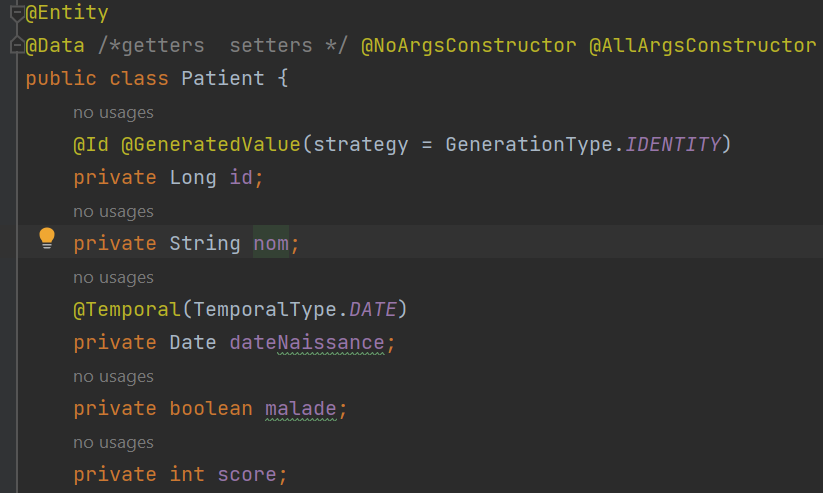 @Entity
@Data /*getters  setters */ @NoArgsConstructor @AllArgsConstructor
public class Patient {
no usages
@Id @GeneratedValue(strategy = GenerationType.IDENTITY)
private Long id;
no usages
private String nom;
no usages
@Temporal(TemporalType.DATE)
private Date dateNaissance;
no usages
private boolean malade;
no usages
private int score;